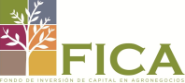 FICA
FONDO DE INVERSIÓN DE CAPITAL EN AGRONEGOCIOS